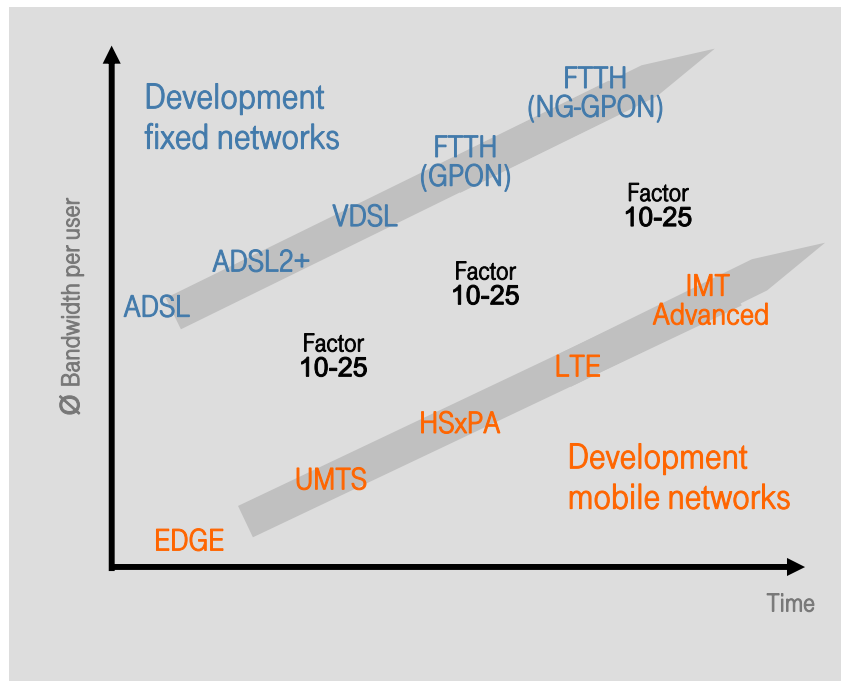 Development
fixed networks
FTTH
(NG-GPON)
FTTH
(GPON)
VDSL
ADSL2+
ADSL
Factor
10-25
Factor
10-25
Factor
10-25
IMT
Advanced
LTE
HSxPA
UMTS
EDGE
Development
mobile networks
Ø Bandwidth per user
Time